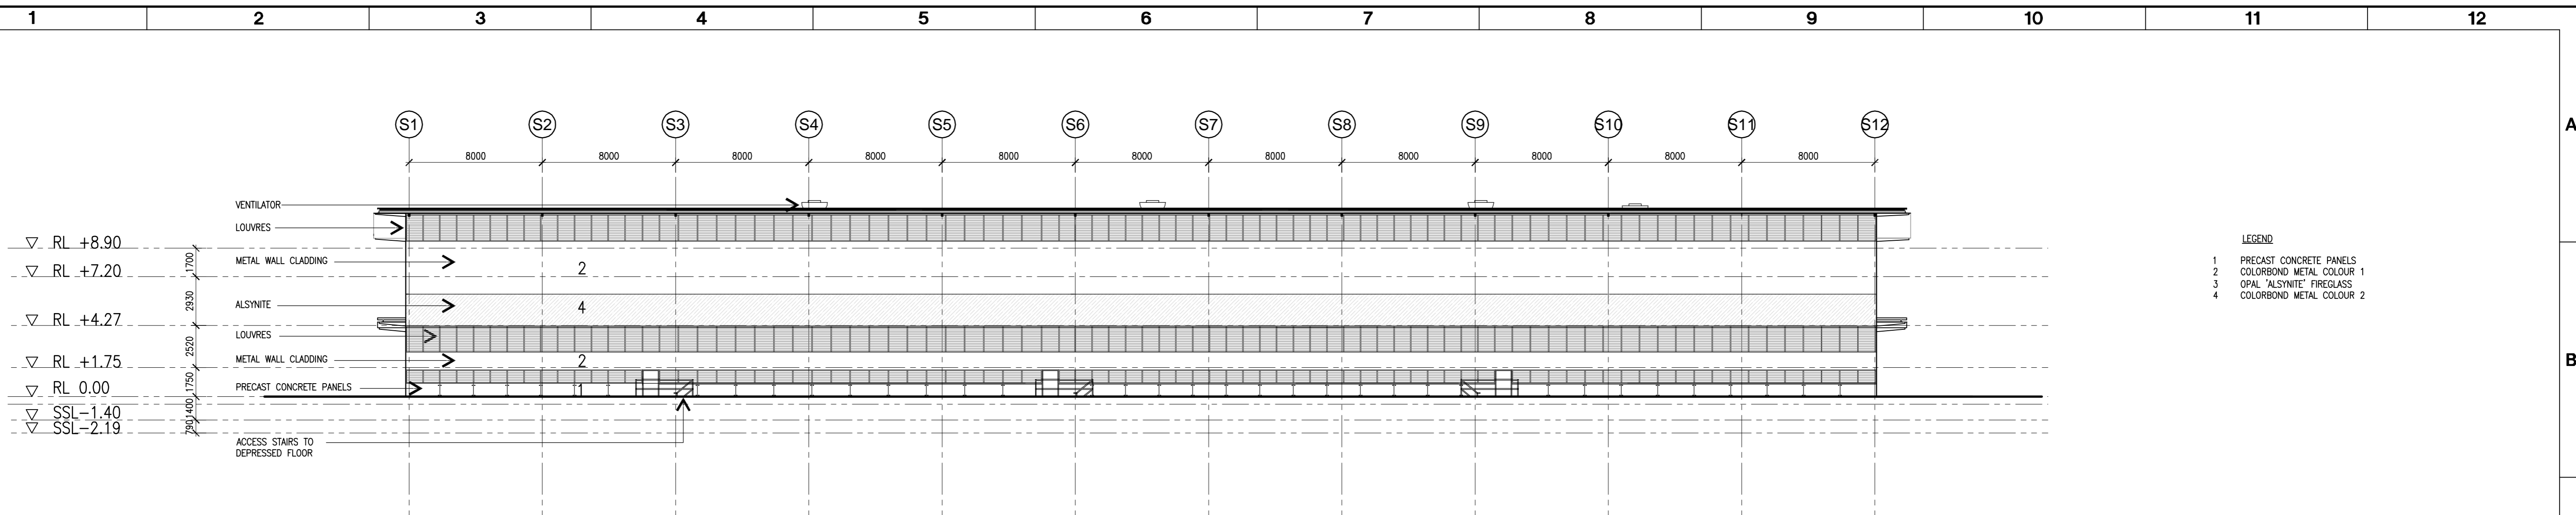 1 2 3 4 5 6 7 8 9 10 11 12
A
S1 S2 S3 S4 S5 S6 S7 S8 S9 S10 S11 S12
8000 8000 8000 8000 8000 8000 8000 8000 8000 8000 8000
VENTILATOR
LOUVRES
RL +8.90
1700
METAL WALL CLADDING
2
RL +7.20
2930
ALSYNITE
4
RL +4.27
2520
LOUVRES
METAL WALL CLADDING
2
RL +1.75
1750
RL 0.00
PRECAST CONCRETE PANELS
1
1400
SSL-1.40
790
SSL-2.19
ACCESS STAIRS TO
DEPRESSED FLOOR
LEGEND
1 PRECAST CONCRETE PANELS
2 COLORBOND METAL COLOUR 1
3 OPAL 'ALSYNITE' FIREGLASS
4 COLORBOND METAL COLOUR 2
B